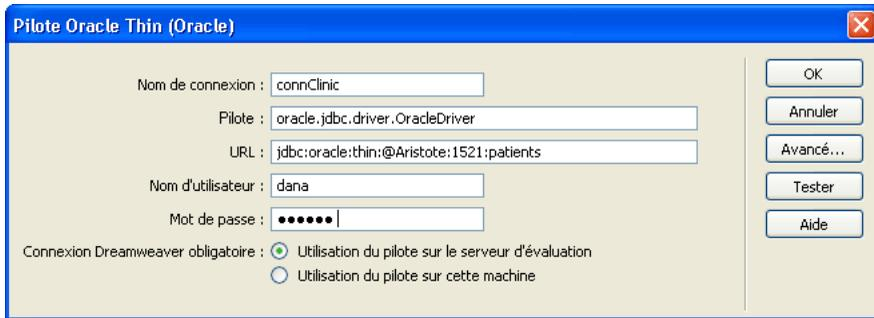 Pilote Oracle Thin (Oracle)
Nom de connexion : connClinic
Pilote : oracle.jdbc.driver.OracleDriver
URL : jdbc:oracle:thin:@Aristote:1521:patients
Nom d'utilisateur : dana
Mot de passe : ●●●●●●
Connexion Dreamweaver obligatoire : Utilisation du pilote sur le serveur d'évaluation
Utilisation du pilote sur cette machine
OK
Annuler
Avancé...
Tester
Aide